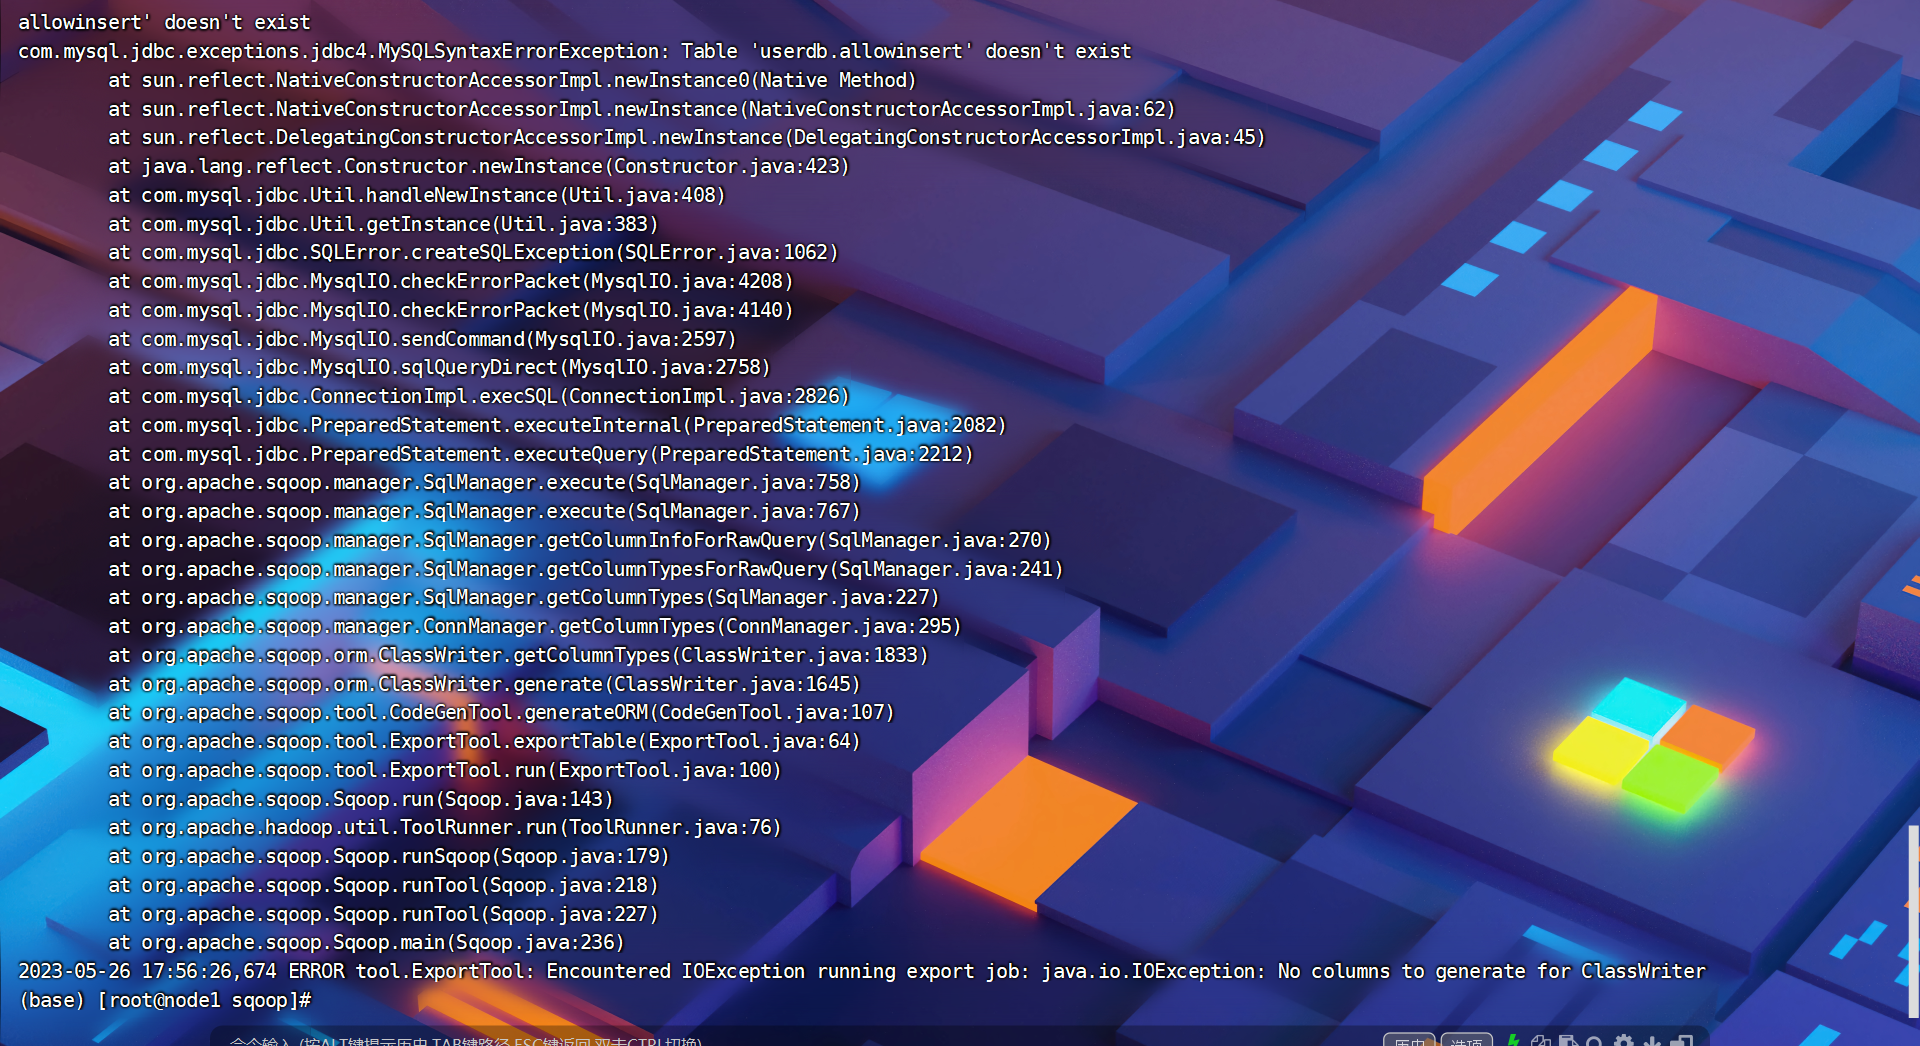 allowinsert' doesn't exist
com.mysql.jdbc.exceptions.jdbc4.MySQLSyntaxErrorException: Table 'userdb.allowinsert' doesn't exist
        at sun.reflect.NativeConstructorAccessorImpl.newInstance0(Native Method)
        at sun.reflect.NativeConstructorAccessorImpl.newInstance(NativeConstructorAccessorImpl.java:62)
        at sun.reflect.DelegatingConstructorAccessorImpl.newInstance(DelegatingConstructorAccessorImpl.java:45)
        at java.lang.reflect.Constructor.newInstance(Constructor.java:423)
        at com.mysql.jdbc.Util.handleNewInstance(Util.java:408)
        at com.mysql.jdbc.Util.getInstance(Util.java:383)
        at com.mysql.jdbc.SQLError.createSQLException(SQLError.java:1062)
        at com.mysql.jdbc.MysqlIO.checkErrorPacket(MysqlIO.java:4208)
        at com.mysql.jdbc.MysqlIO.checkErrorPacket(MysqlIO.java:4140)
        at com.mysql.jdbc.MysqlIO.sendCommand(MysqlIO.java:2597)
        at com.mysql.jdbc.MysqlIO.sqlQueryDirect(MysqlIO.java:2758)
        at com.mysql.jdbc.ConnectionImpl.execSQL(ConnectionImpl.java:2826)
        at com.mysql.jdbc.PreparedStatement.executeInternal(PreparedStatement.java:2082)
        at com.mysql.jdbc.PreparedStatement.executeQuery(PreparedStatement.java:2212)
        at org.apache.sqoop.manager.SqlManager.execute(SqlManager.java:758)
        at org.apache.sqoop.manager.SqlManager.execute(SqlManager.java:767)
        at org.apache.sqoop.manager.SqlManager.getColumnInfoForRawQuery(SqlManager.java:270)
        at org.apache.sqoop.manager.SqlManager.getColumnTypesForRawQuery(SqlManager.java:241)
        at org.apache.sqoop.manager.SqlManager.getColumnTypes(SqlManager.java:227)
        at org.apache.sqoop.manager.ConnManager.getColumnTypes(ConnManager.java:295)
        at org.apache.sqoop.orm.ClassWriter.getColumnTypes(ClassWriter.java:1833)
        at org.apache.sqoop.orm.ClassWriter.generate(ClassWriter.java:1645)
        at org.apache.sqoop.tool.CodeGenTool.generateORM(CodeGenTool.java:107)
        at org.apache.sqoop.tool.ExportTool.exportTable(ExportTool.java:64)
        at org.apache.sqoop.tool.ExportTool.run(ExportTool.java:100)
        at org.apache.sqoop.Sqoop.run(Sqoop.java:143)
        at org.apache.hadoop.util.ToolRunner.run(ToolRunner.java:76)
        at org.apache.sqoop.Sqoop.runSqoop(Sqoop.java:179)
        at org.apache.sqoop.Sqoop.runTool(Sqoop.java:218)
        at org.apache.sqoop.Sqoop.runTool(Sqoop.java:227)
        at org.apache.sqoop.Sqoop.main(Sqoop.java:236)
2023-05-26 17:56:26,674 ERROR tool.ExportTool: Encountered IOException running export job: java.io.IOException: No columns to generate for ClassWriter
(base) [root@node1 sqoop]#
命令输入 (按ALT键提示历史,TAB键路径,ESC键返回,双击CTRL切换)
历史 选项